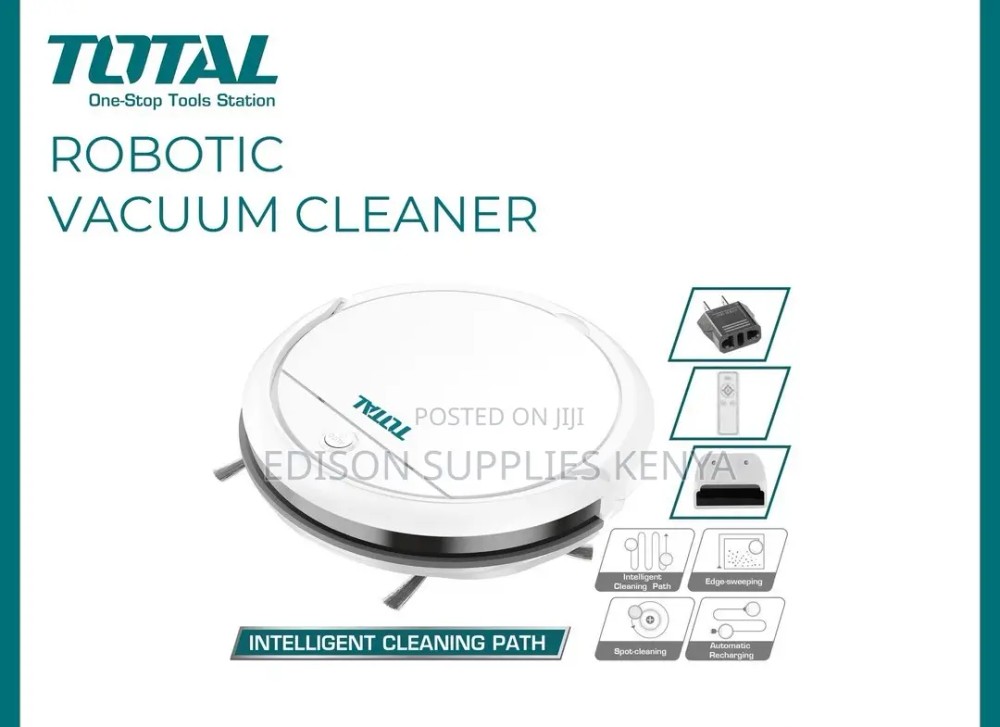 TOTAL
One-Stop Tools Station
ROBOTIC
VACUUM CLEANER
TOTAL
POSTED ON JIJI
EDISON SUPPLIES KENYA
Intelligent
Cleaning Path
Edge-sweeping
Spot-cleaning
Automatic
Recharging
INTELLIGENT CLEANING PATH